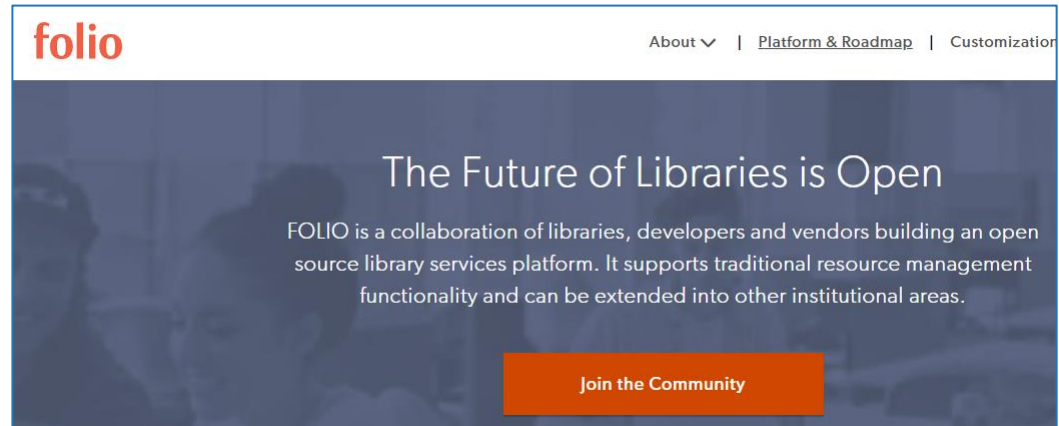 folio
About | Platform & Roadmap | Customization
The Future of Libraries is Open
FOLIO is a collaboration of libraries, developers and vendors building an open
source library services platform. It supports traditional resource management
functionality and can be extended into other institutional areas.
Join the Community